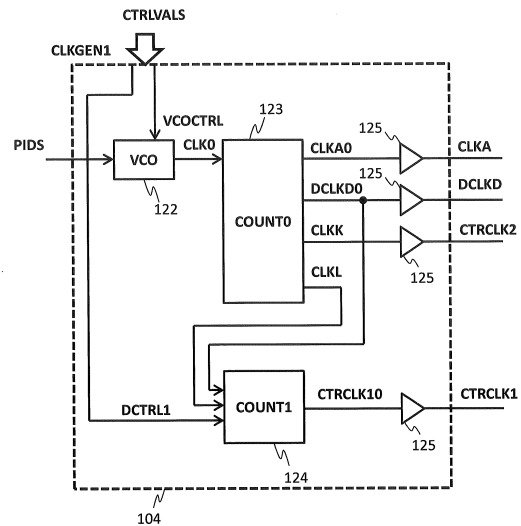 CTRLVALS
CLKGEN1
VCOCTRL
123
PIDS
VCO
CLK0
CLKA0
125
CLKA
122
DCLKD0
125
DCLKD
COUNT0
CLKK
CTRCLK2
CLKL
125
DCTRL1
COUNT1
CTRCLK10
CTRCLK1
125
124
104